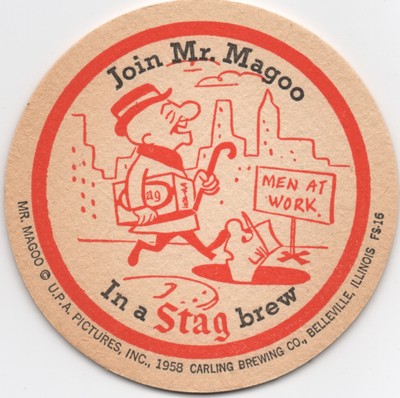 Join Mr. Magoo
ag
MEN AT
WORK.
In a Stag brew
MR. MAGOO © U.P.A. PICTURES, INC., 1958 CARLING BREWING CO., BELLEVILLE, ILLINOIS FS-16